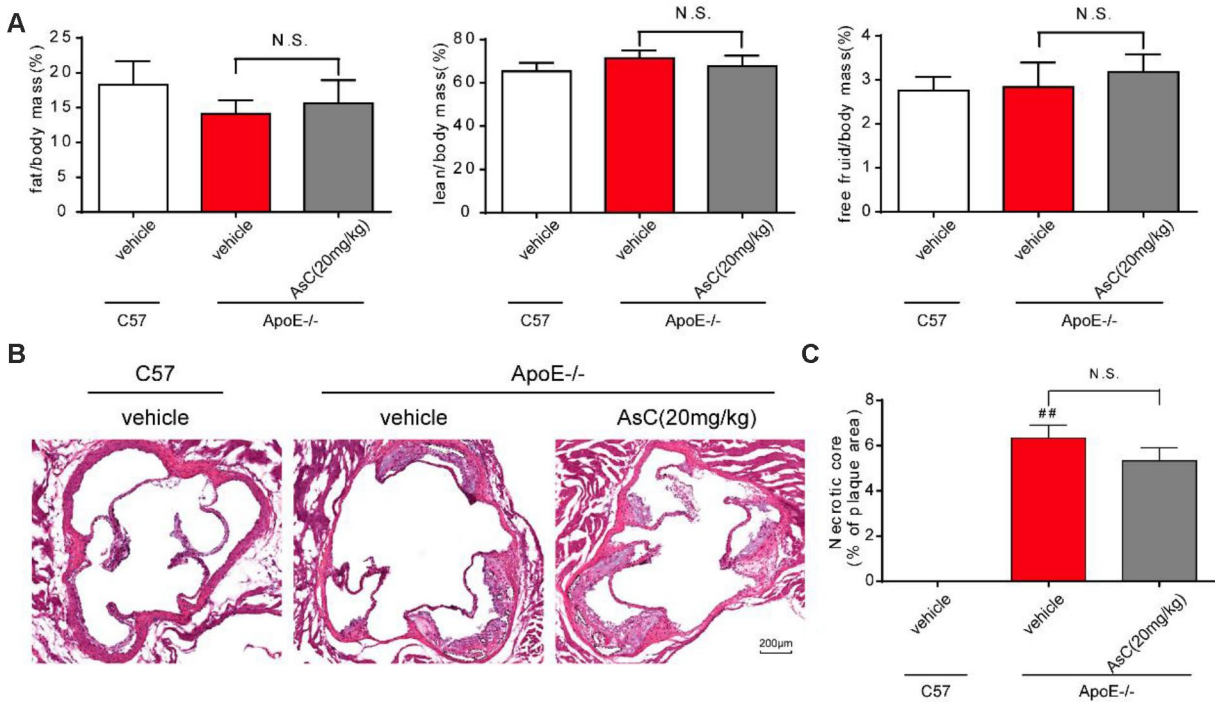 A
N.S.
fat/body mass(%)
25
20
15
10
5
0
vehicle
vehicle
AsC(20mg/kg)
C57
ApoE-/-
N.S.
lean/body mass(%)
80
60
40
20
0
vehicle
vehicle
AsC(20mg/kg)
C57
ApoE-/-
N.S.
free fruid/body mass(%)
4
3
2
1
0
vehicle
vehicle
AsC(20mg/kg)
C57
ApoE-/-
B
C57
ApoE-/-
vehicle
vehicle
AsC(20mg/kg)
200μm
C
N.S.
##
Necrotic core
(% of plaque area)
8
6
4
2
0
vehicle
vehicle
AsC(20mg/kg)
C57
ApoE-/-